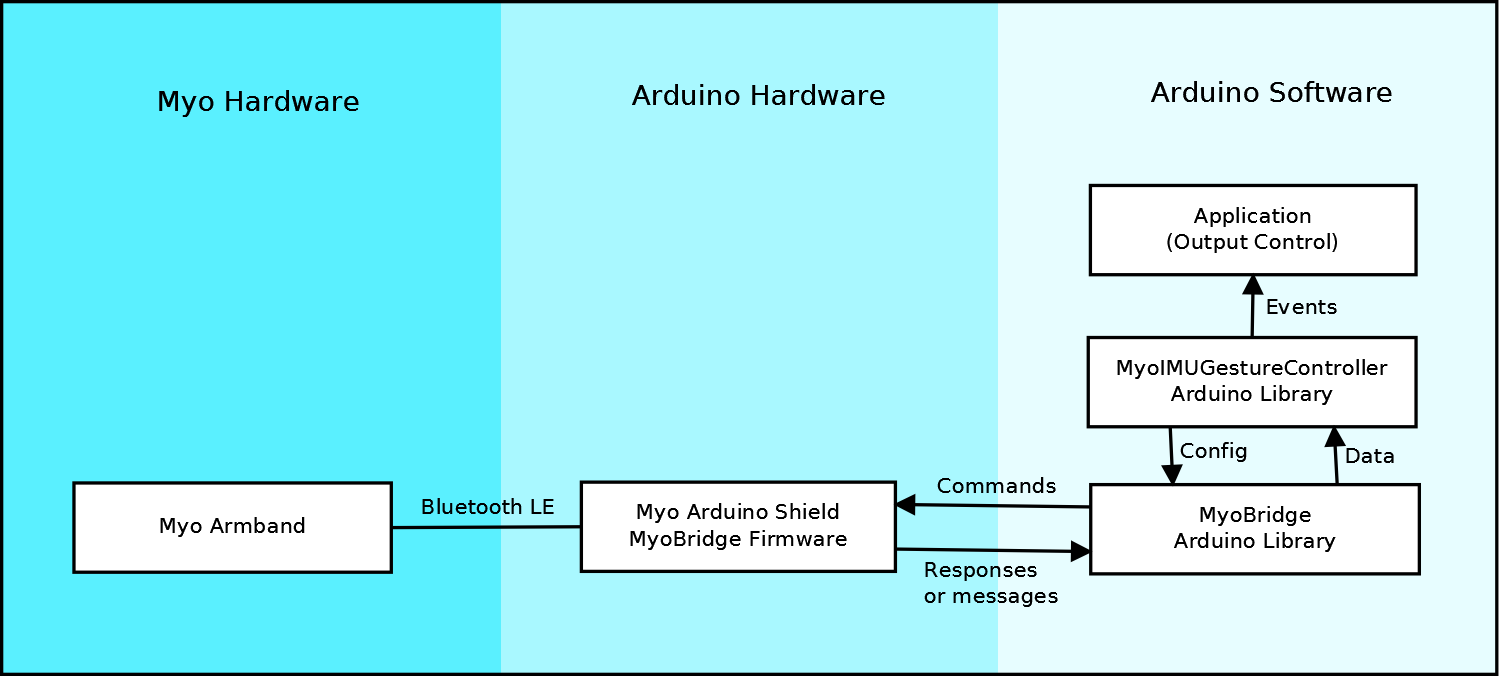 Myo Hardware
Arduino Hardware
Arduino Software
Application
(Output Control)
Events
MyoIMUGestureController
Arduino Library
Config
Data
Myo Armband
Bluetooth LE
Myo Arduino Shield
MyoBridge Firmware
Commands
Responses
or messages
MyoBridge
Arduino Library